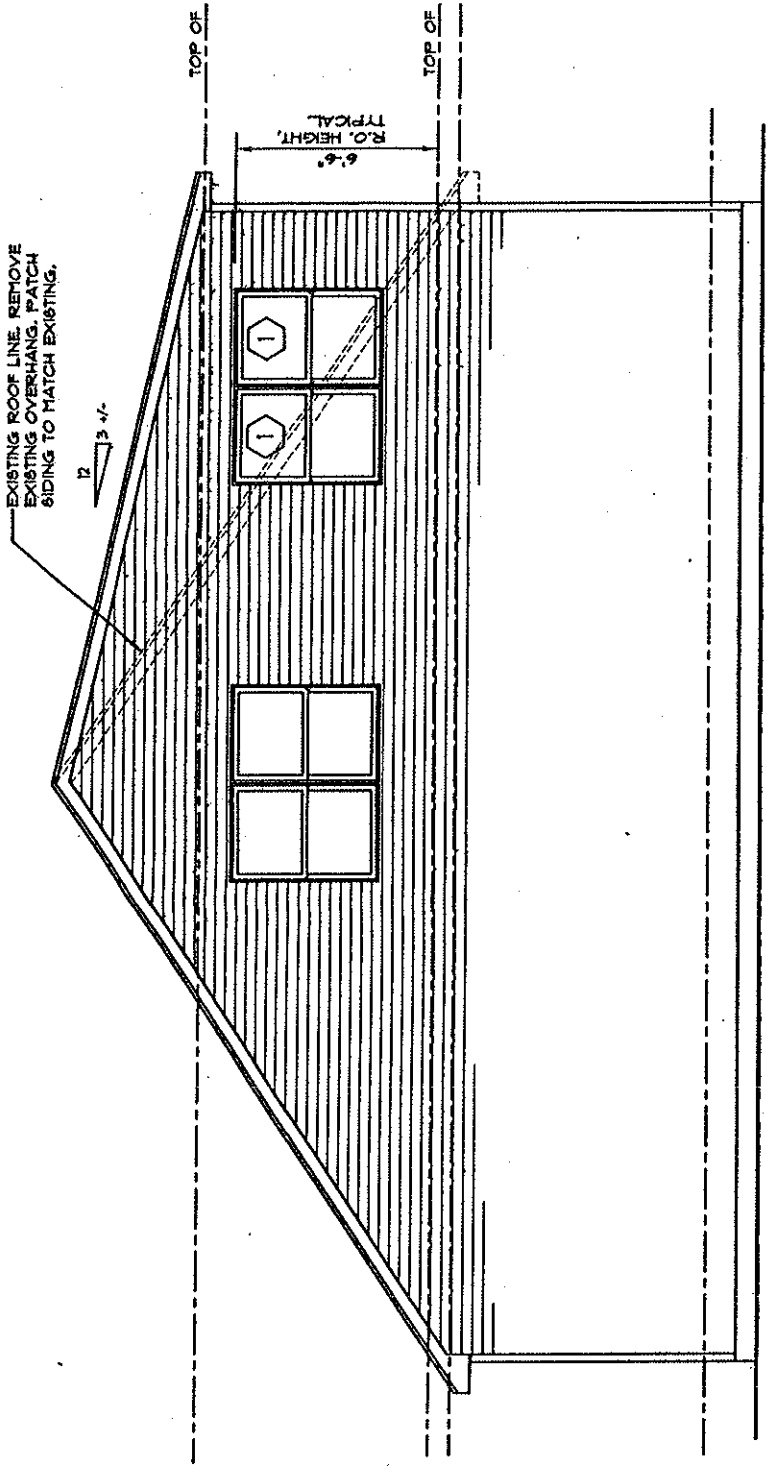 EXISTING ROOF LINE. REMOVE
EXISTING OVERHANG. PATCH
SIDING TO MATCH EXISTING.
12
3 +/-
TOP OF
6'-6"
R.O. HEIGHT,
TYPICAL.
TOP OF
1
1